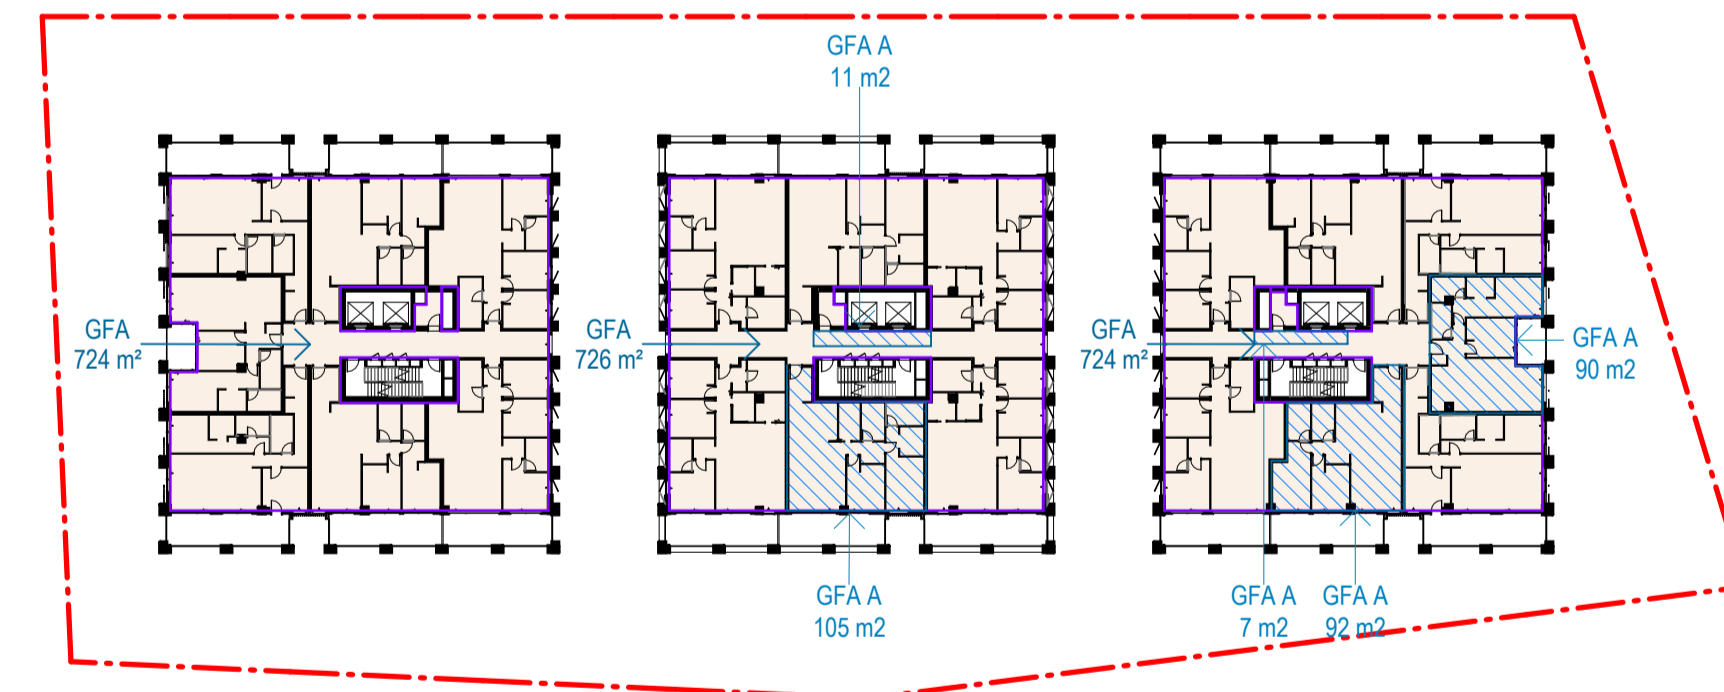 GFA A
11 m2
GFA
724 m²
GFA
726 m²
GFA
724 m²
GFA A
90 m2
GFA A
105 m2
GFA A
7 m2
GFA A
92 m2